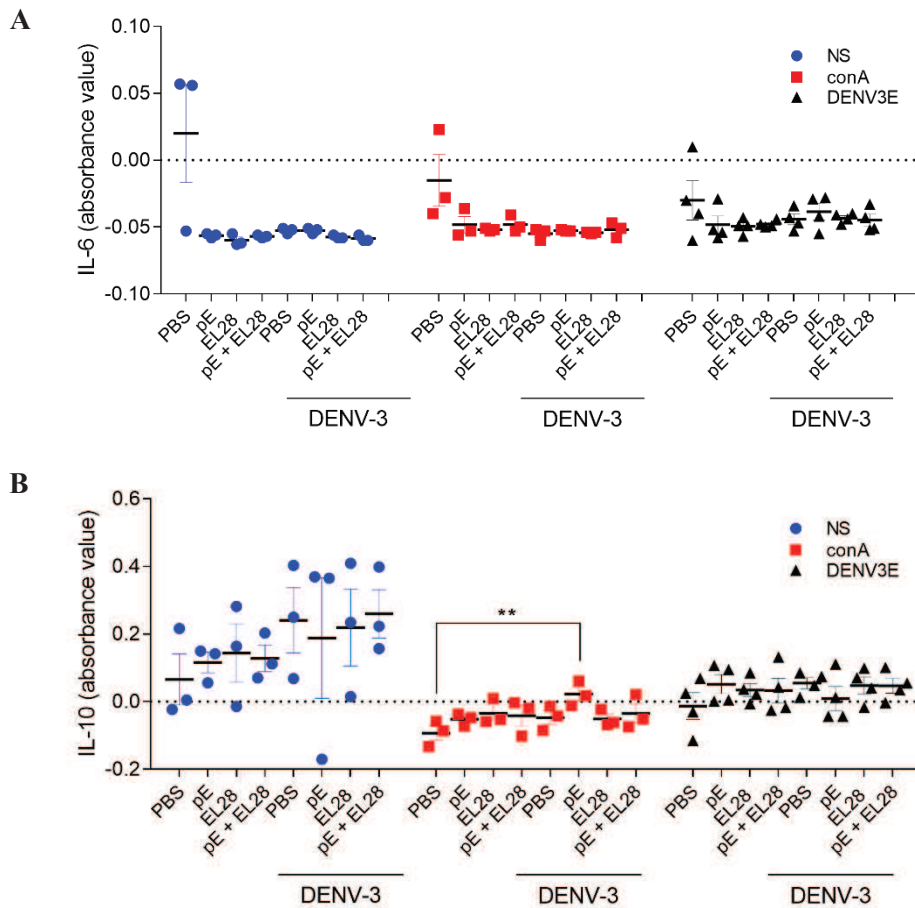 A
IL-6 (absorbance value)
0.10
0.05
0.00
-0.05
-0.10
NS
conA
DENV3E
PBS
pE
EL28
pE + EL28
PBS
pE
EL28
pE + EL28
PBS
pE
EL28
pE + EL28
PBS
pE
EL28
pE + EL28
PBS
pE
EL28
pE + EL28
PBS
pE
EL28
pE + EL28
DENV-3
DENV-3
DENV-3
B
IL-10 (absorbance value)
0.6
0.4
0.2
0.0
-0.2
NS
conA
DENV3E
**
PBS
pE
EL28
pE + EL28
PBS
pE
EL28
pE + EL28
PBS
pE
EL28
pE + EL28
PBS
pE
EL28
pE + EL28
PBS
pE
EL28
pE + EL28
PBS
pE
EL28
pE + EL28
DENV-3
DENV-3
DENV-3